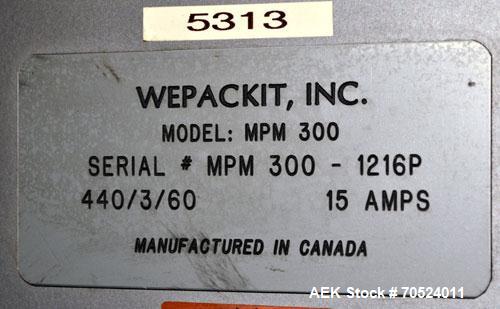 5313
WEPACKIT, INC.
MODEL: MPM 300
SERIAL # MPM 300 - 1216P
440/3/60 15 AMPS
MANUFACTURED IN CANADA
AEK Stock # 70524011